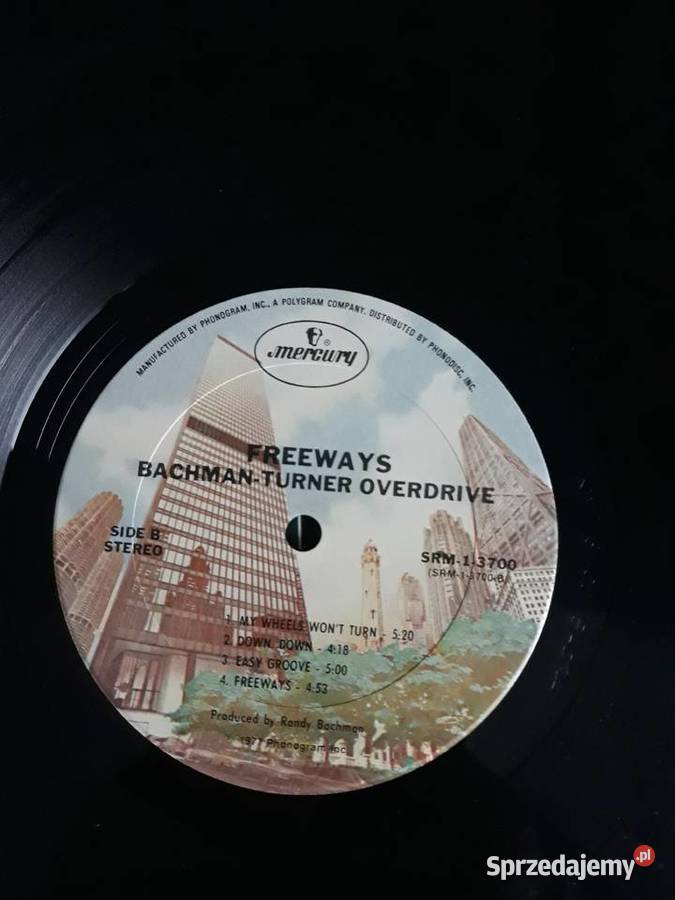 MANUFACTURED BY PHONOGRAM, INC., A POLYGRAM COMPANY. DISTRIBUTED BY PHONODISC, INC.
mercury ®
FREEWAYS
BACHMAN-TURNER OVERDRIVE
SIDE B
STEREO
SRM-1-3700
(SRM-1-3700-B)
1. MY WHEELS WON'T TURN - 5:20
2. DOWN, DOWN - 4:18
3. EASY GROOVE - 5:00
4. FREEWAYS - 4:53
Produced by Randy Bachman
1977 Phonogram Inc.
Sprzedajemy.pl